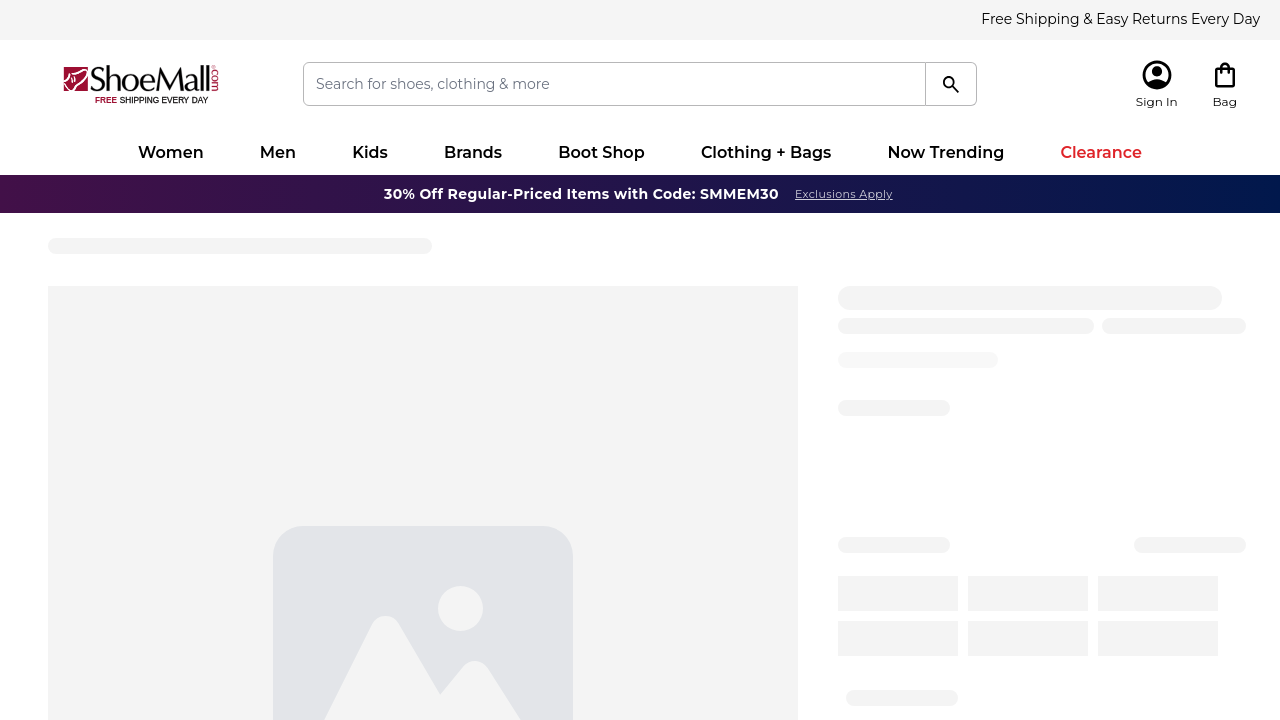 Free Shipping & Easy Returns Every Day
ShoeMall.com
FREE SHIPPING EVERY DAY
Search for shoes, clothing & more
Sign In
Bag
Women
Men
Kids
Brands
Boot Shop
Clothing + Bags
Now Trending
Clearance
30% Off Regular-Priced Items with Code: SMMEM30
Exclusions Apply